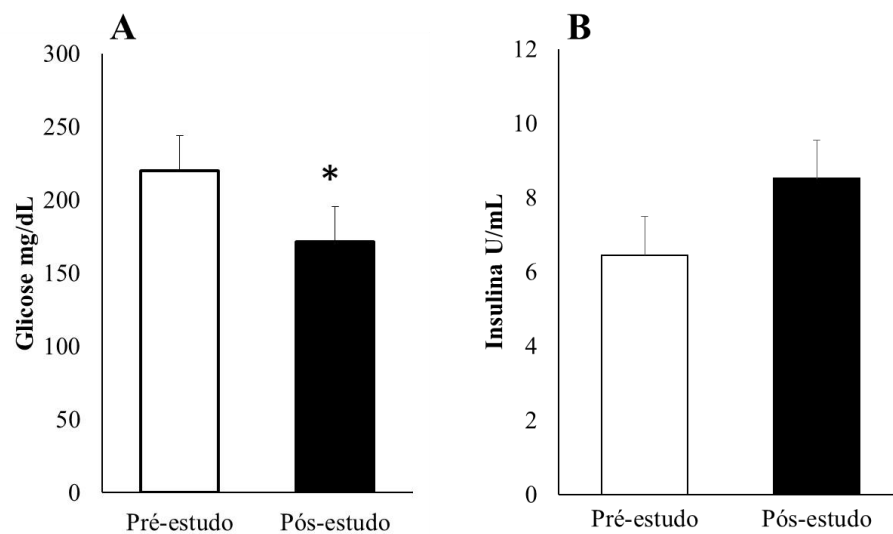 A
300
250
200
150
100
50
0
Glicose mg/dL
*
Pré-estudo
Pós-estudo
B
12
10
8
6
4
2
0
Insulina U/mL
Pré-estudo
Pós-estudo